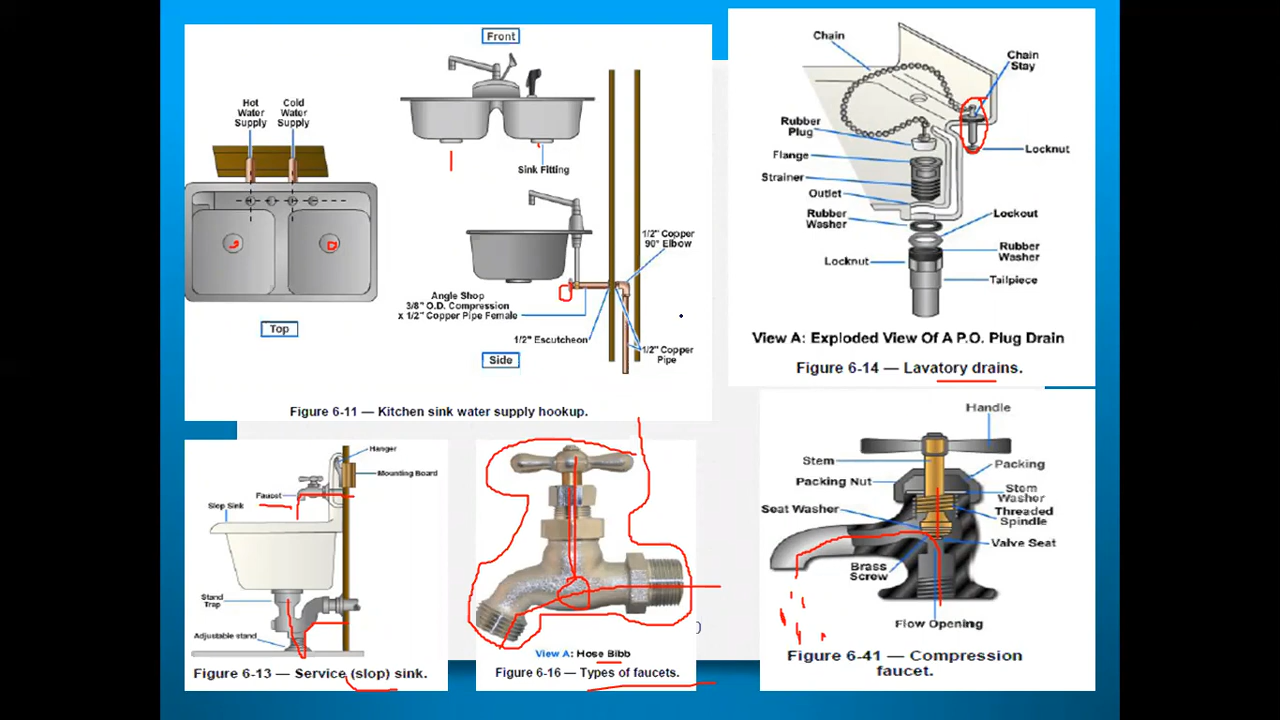 Front
Hot
Water
Supply
Cold
Water
Supply
Sink Fitting
1/2" Copper
90° Elbow
Angle Shop
3/8" O.D. Compression
x 1/2" Copper Pipe Female
1/2" Escutcheon
1/2" Copper
Pipe
Top
Side
Figure 6-11 — Kitchen sink water supply hookup.
Chain
Chain
Stay
Rubber
Plug
Locknut
Flange
Strainer
Outlet
Rubber
Washer
Lockout
Rubber
Washer
Locknut
Tailpiece
View A: Exploded View Of A P.O. Plug Drain
Figure 6-14 — Lavatory drains.
Hanger
Mounting Board
Faucet
Slop Sink
Stand
Trap
Adjustable stand
Figure 6-13 — Service (slop) sink.
View A: Hose Bibb
Figure 6-16 — Types of faucets.
Handle
Stem
Packing
Packing Nut
Stem
Washer
Seat Washer
Threaded
Spindle
Valve Seat
Brass
Screw
Flow Opening
Figure 6-41 — Compression
faucet.